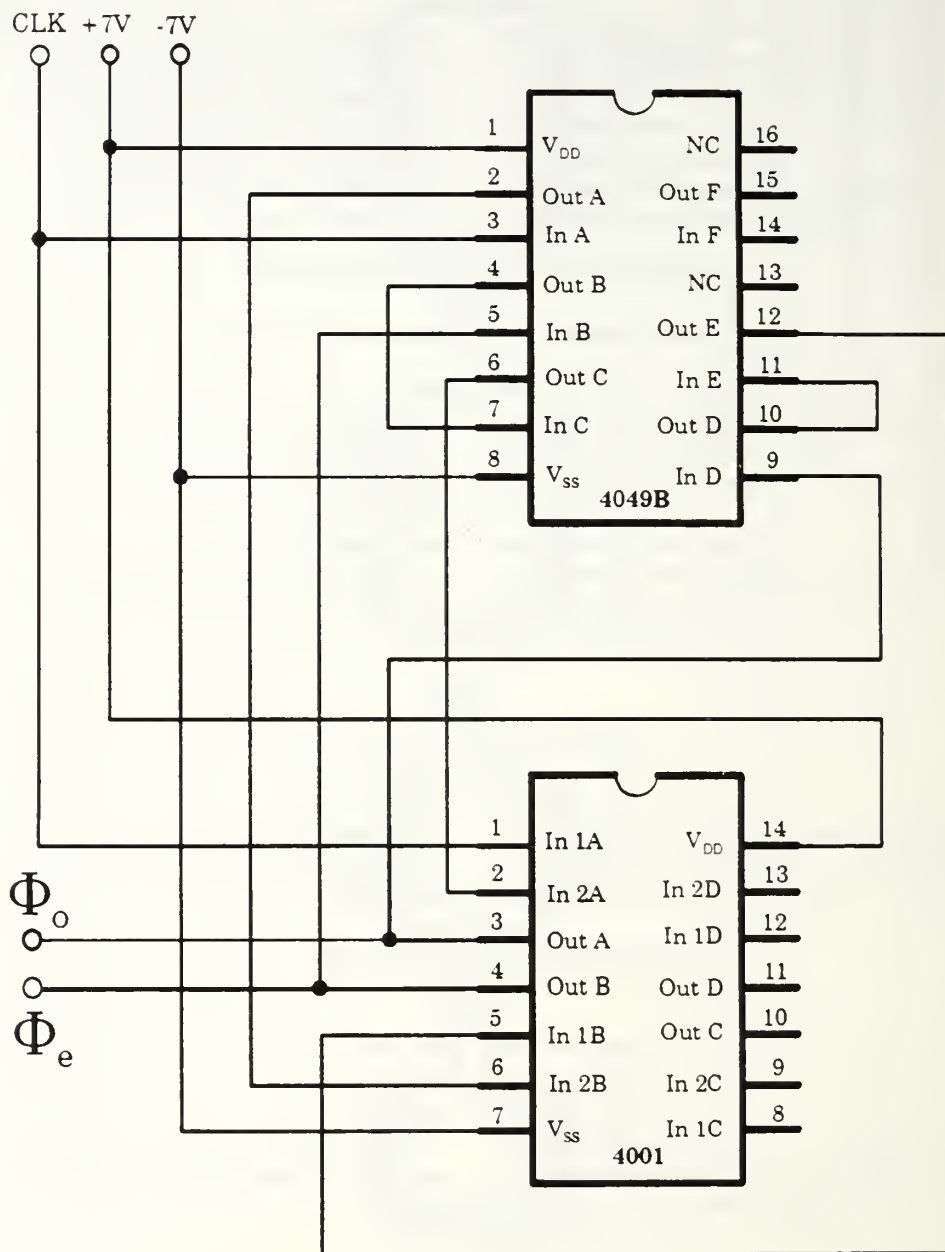 CLK +7V -7V
1 V_DD NC 16
2 Out A Out F 15
3 In A In F 14
4 Out B NC 13
5 In B Out E 12
6 Out C In E 11
7 In C Out D 10
8 V_SS In D 9
4049B
1 In 1A V_DD 14
2 In 2A In 2D 13
Φ_o
3 Out A In 1D 12
4 Out B Out D 11
Φ_e
5 In 1B Out C 10
6 In 2B In 2C 9
7 V_SS In 1C 8
4001